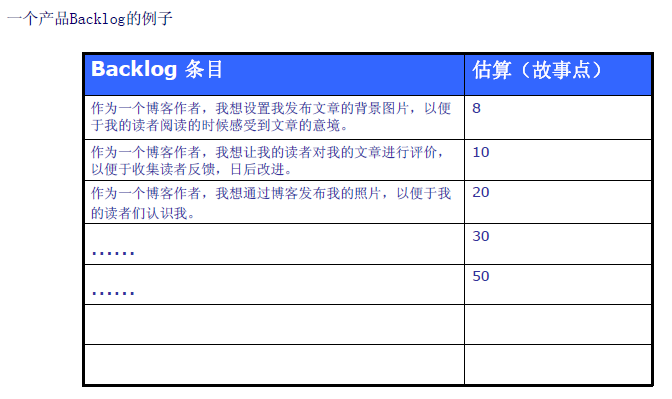 一个产品Backlog的例子
Backlog 条目
估算（故事点）
作为一个博客作者，我想设置我发布文章的背景图片，以便
于我的读者阅读的时候感受到文章的意境。
8
作为一个博客作者，我想让我的读者对我的文章进行评价，
以便于收集读者反馈，日后改进。
10
作为一个博客作者，我想通过博客发布我的照片，以便于我
的读者们认识我。
20
......
30
......
50